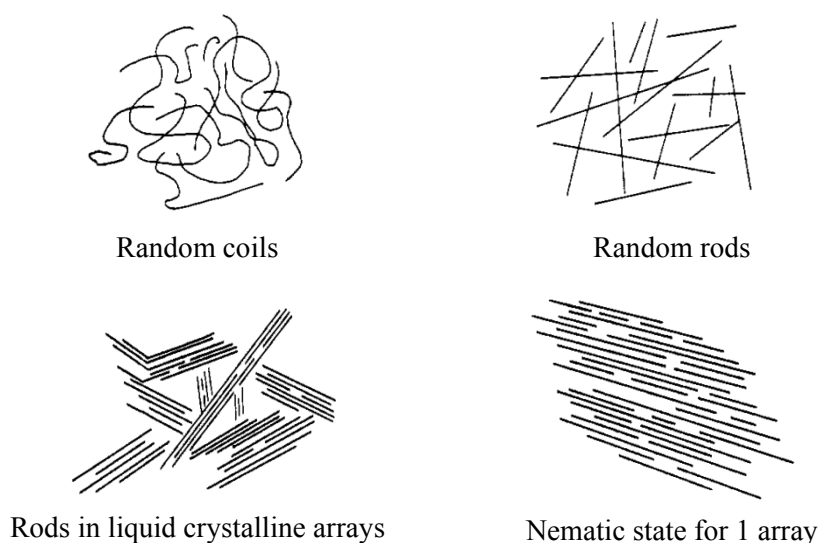 Random coils
Random rods
Rods in liquid crystalline arrays
Nematic state for 1 array